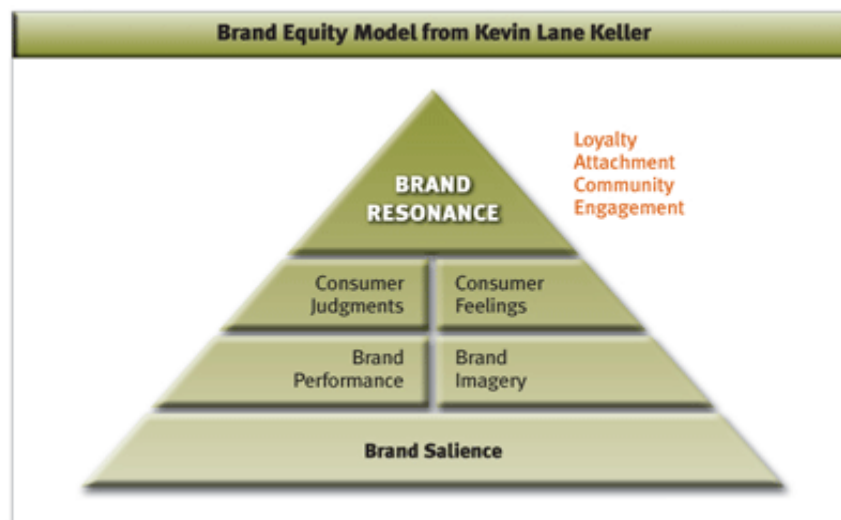 Brand Equity Model from Kevin Lane Keller
BRAND
RESONANCE
Loyalty
Attachment
Community
Engagement
Consumer
Judgments
Consumer
Feelings
Brand
Performance
Brand
Imagery
Brand Salience